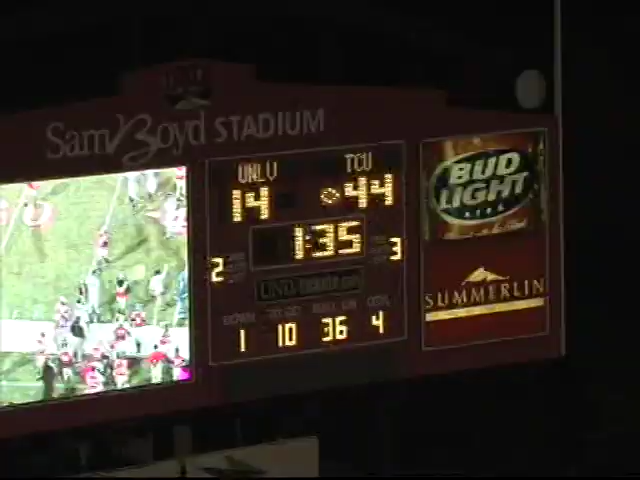 Sam Boyd STADIUM
UNLV TCU
14 44
1:35
2 3
DOWN TO GO BALL ON QTR
1 10 36 4
BUD
LIGHT
SUMMERLIN